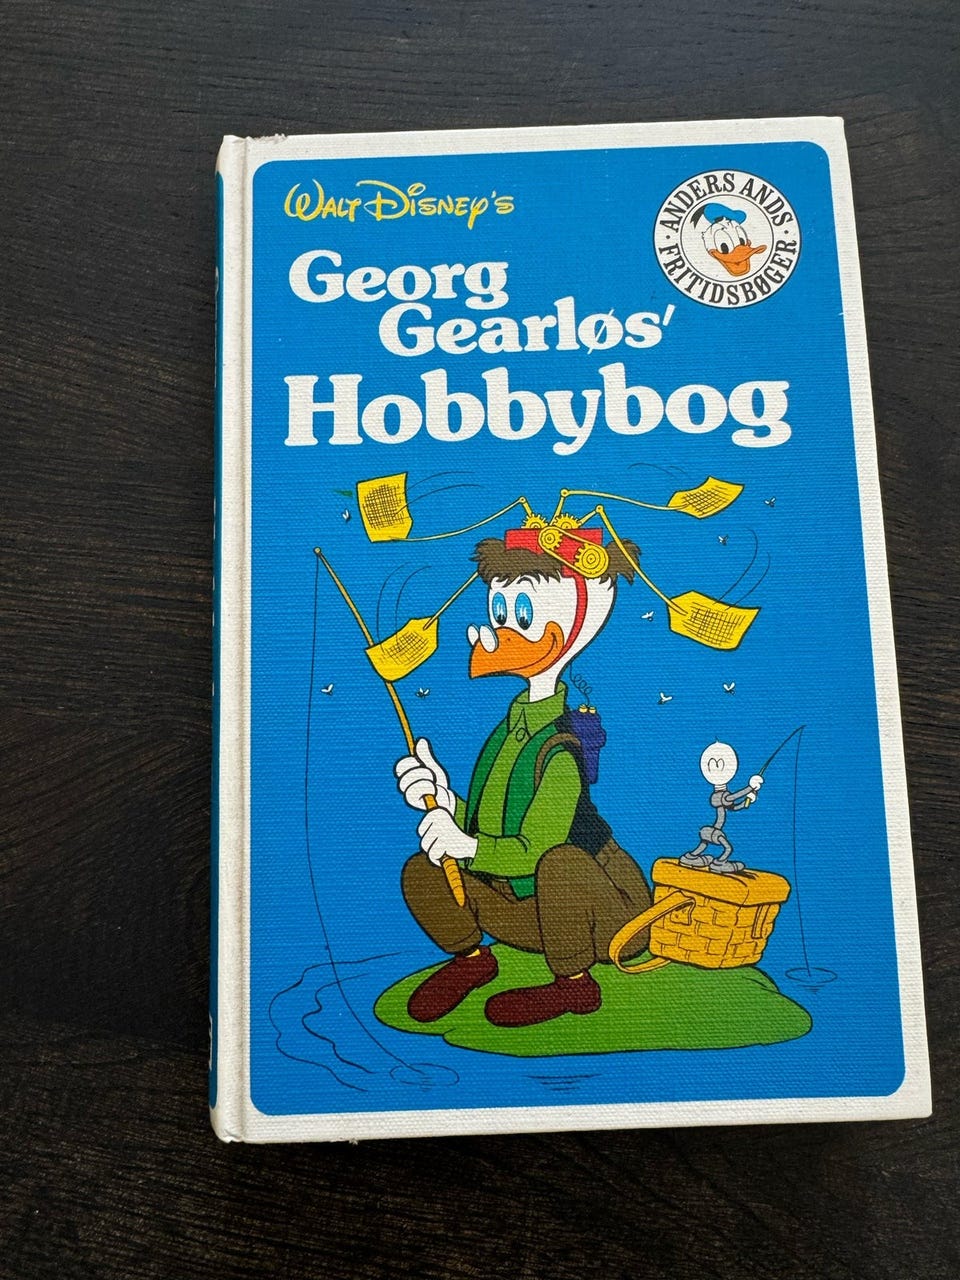 WALT DISNEY'S
ANDERS ANDS
· FRITIDSBØGER ·
Georg
Gearløs'
Hobbybog